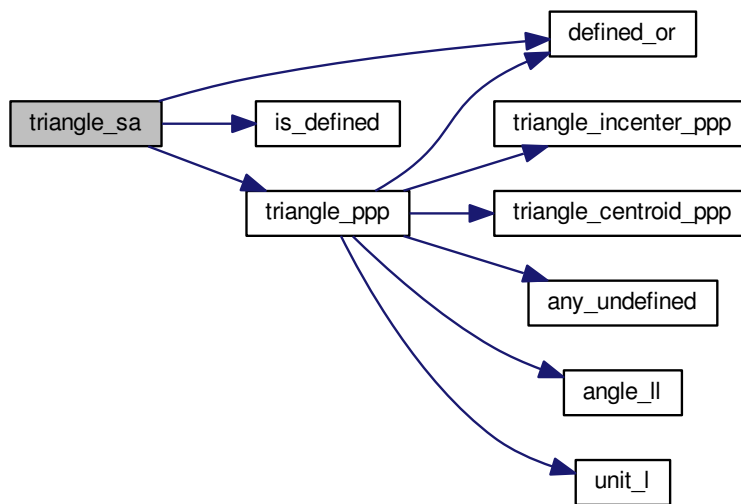 defined_or
triangle_sa
is_defined
triangle_incenter_ppp
triangle_ppp
triangle_centroid_ppp
any_undefined
angle_ll
unit_l